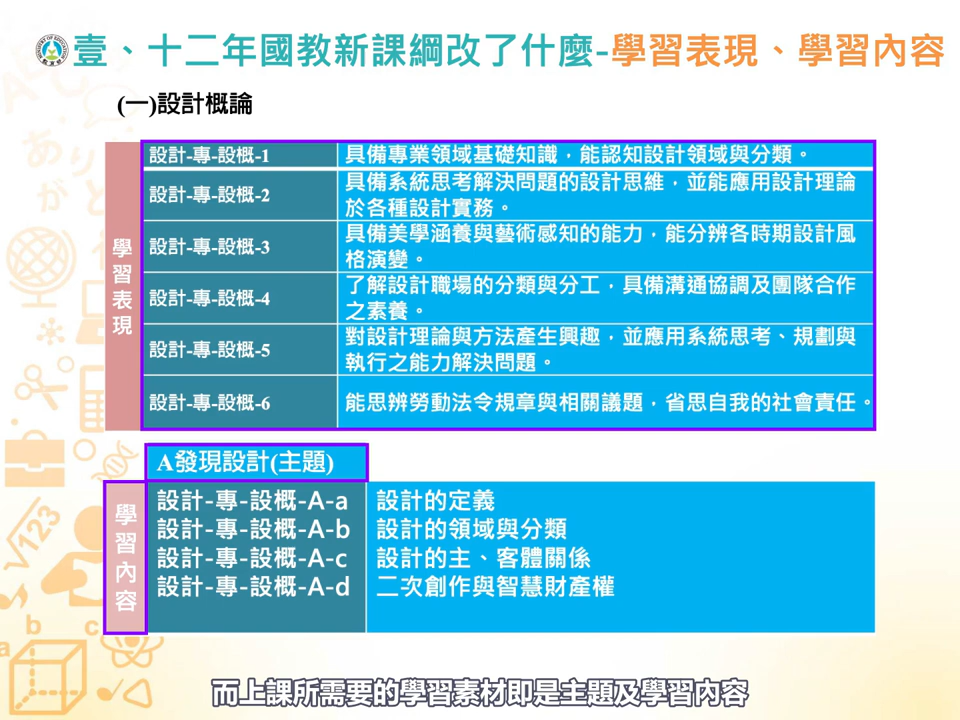 壹、十二年國教新課綱改了什麼-學習表現、學習內容
(一)設計概論
學習表現
設計-專-設概-1
具備專業領域基礎知識，能認知設計領域與分類。
設計-專-設概-2
具備系統思考解決問題的設計思維，並能應用設計理論
於各種設計實務。
設計-專-設概-3
具備美學涵養與藝術感知的能力，能分辨各時期設計風
格演變。
設計-專-設概-4
了解設計職場的分類與分工，具備溝通協調及團隊合作
之素養。
設計-專-設概-5
對設計理論與方法產生興趣，並應用系統思考、規劃與
執行之能力解決問題。
設計-專-設概-6
能思辨勞動法令規章與相關議題，省思自我的社會責任。
A發現設計(主題)
學習內容
設計-專-設概-A-a 設計的定義
設計-專-設概-A-b 設計的領域與分類
設計-專-設概-A-c 設計的主、客體關係
設計-專-設概-A-d 二次創作與智慧財產權
而上課所需要的學習素材即是主題及學習內容